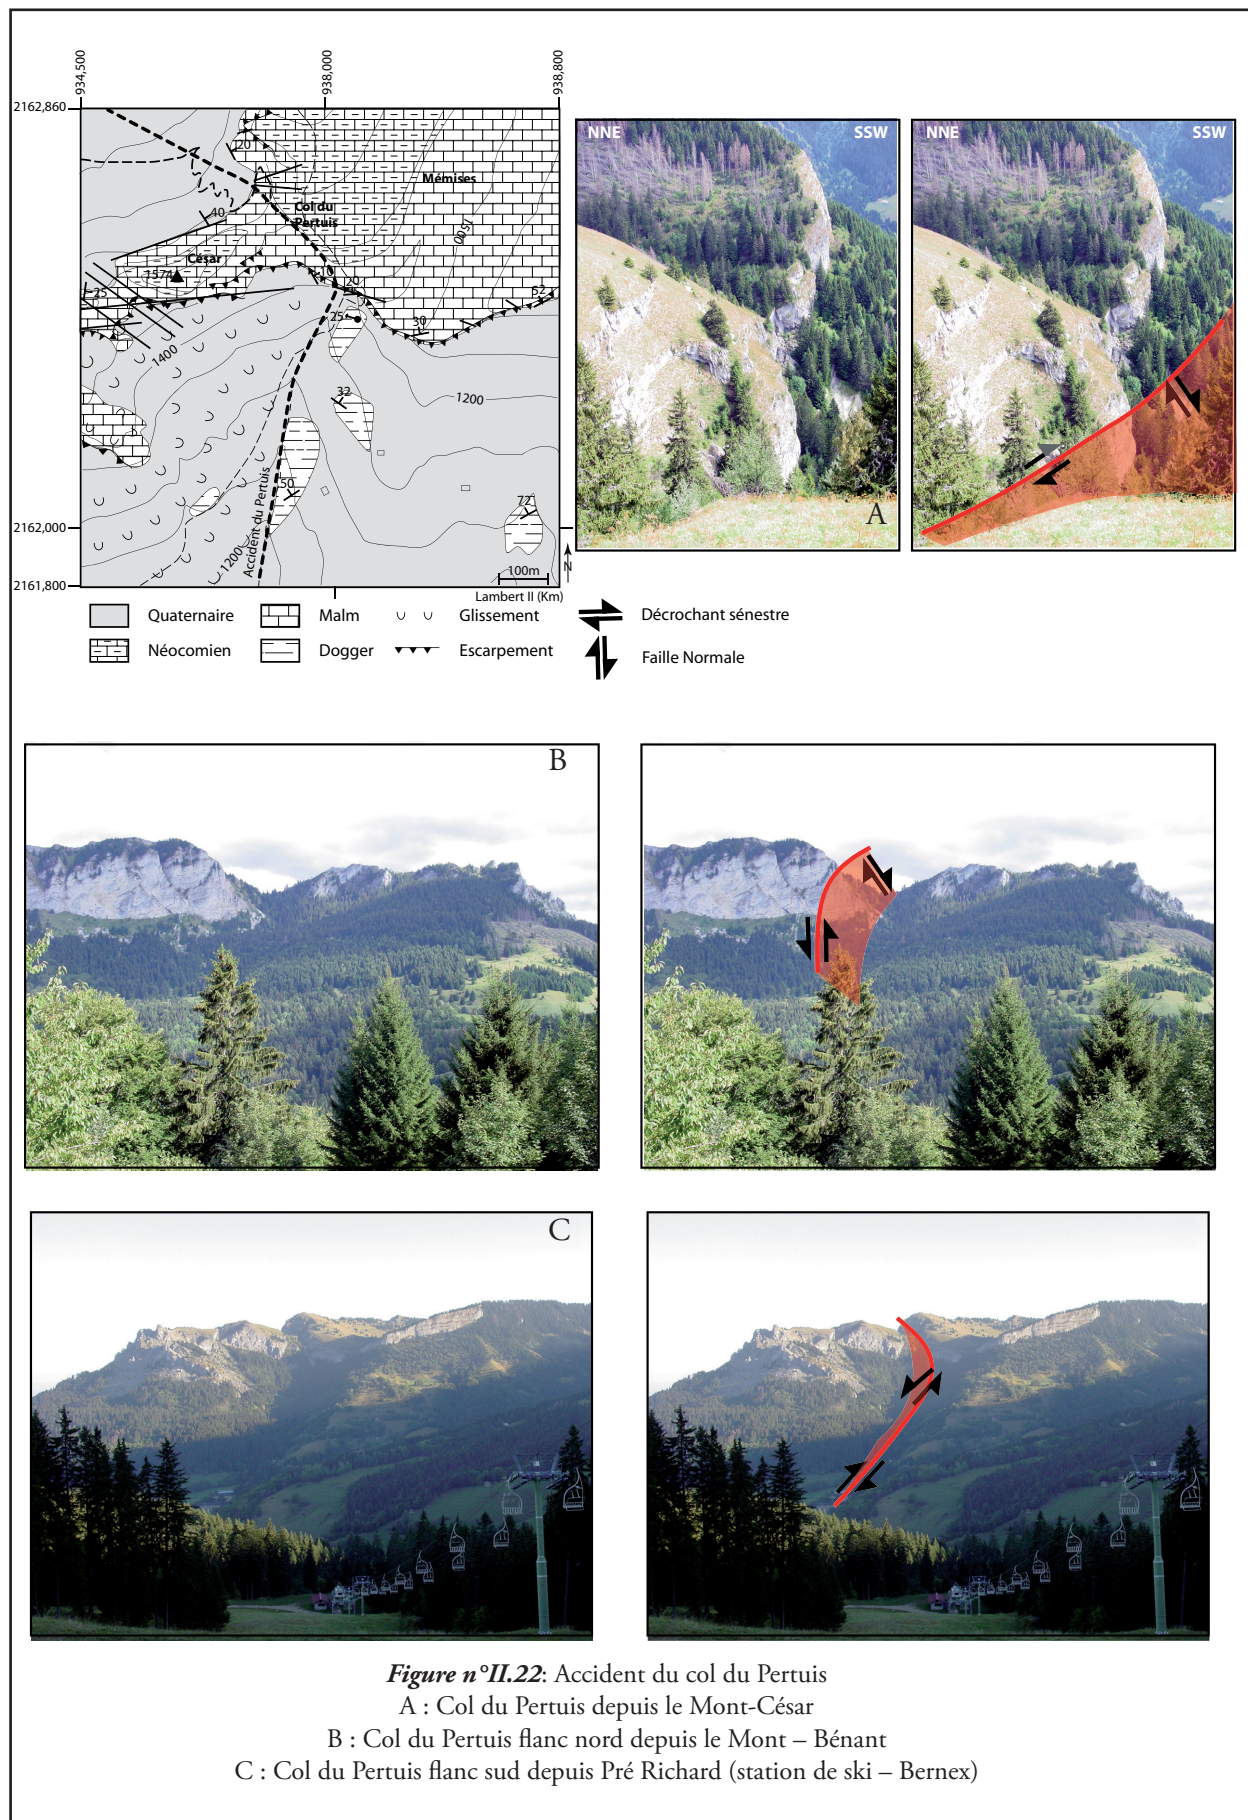 934,500
938,000
938,800
2162,860
NNE SSW
NNE SSW
20
Mémises
Col du
Pertuis
40
1500
César
1574
10
20
25
52
25
30
1400
32
1200
50
72
Accident du Pertuis
1200
A
2162,000
2161,800
100m
N
Lambert II (Km)
Quaternaire
Malm
Glissement
Décrochant sénestre
Néocomien
Dogger
Escarpement
Faille Normale
B
C
Figure n°II.22: Accident du col du Pertuis
A : Col du Pertuis depuis le Mont-César
B : Col du Pertuis flanc nord depuis le Mont – Bénant
C : Col du Pertuis flanc sud depuis Pré Richard (station de ski – Bernex)